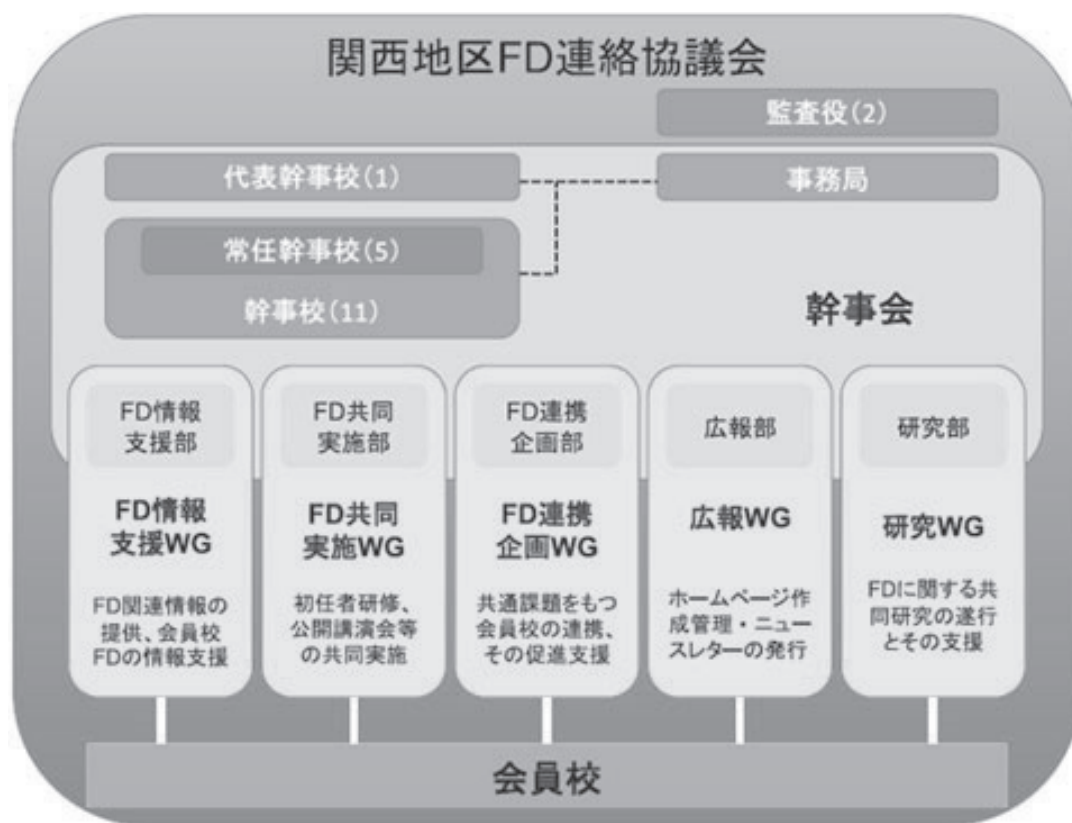 関西地区FD連絡協議会
監査役(2)
代表幹事校(1)
事務局
常任幹事校(5)
幹事校(11)
幹事会
FD情報
支援部
FD情報
支援WG
FD関連情報の
提供、会員校
FDの情報支援
FD共同
実施部
FD共同
実施WG
初任者研修、
公開講演会等
の共同実施
FD連携
企画部
FD連携
企画WG
共通課題をもつ
会員校の連携、
その促進支援
広報部
広報WG
ホームページ作
成管理・ニュー
スレターの発行
研究部
研究WG
FDに関する共
同研究の遂行
とその支援
会員校